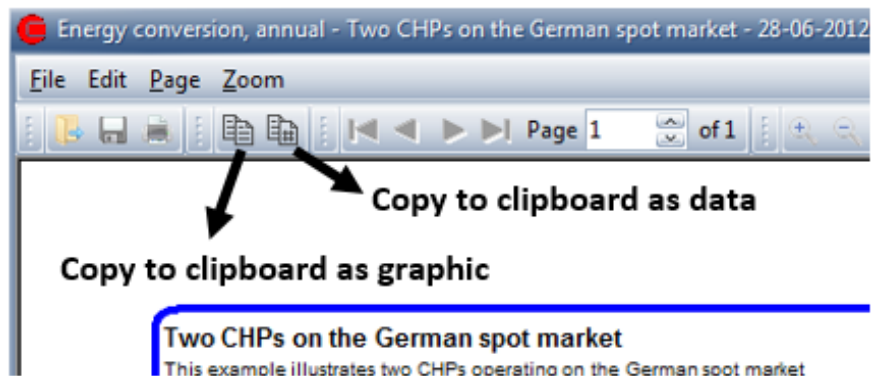 Energy conversion, annual - Two CHPs on the German spot market - 28-06-2012
File Edit Page Zoom
Page 1 of 1
Copy to clipboard as data
Copy to clipboard as graphic
Two CHPs on the German spot market
This example illustrates two CHPs operating on the German spot market